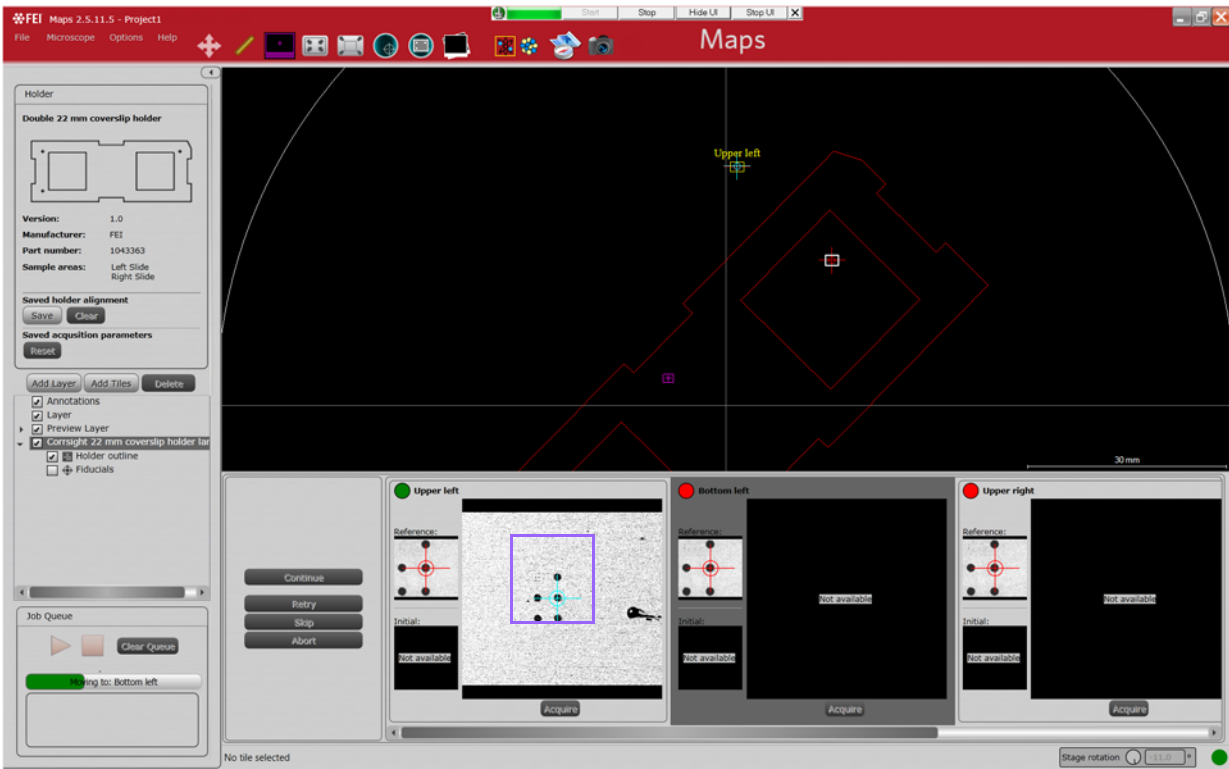 FEI Maps 2.5.11.5 - Project1
Start Stop Hide UI Stop UI X
File Microscope Options Help
Maps
Holder
Double 22 mm coverslip holder
Version: 1.0
Manufacturer: FEI
Part number: 1043363
Sample areas: Left Slide
Right Slide
Saved holder alignment
Save Clear
Saved acqusition parameters
Reset
Add Layer Add Tiles Delete
Annotations
Layer
Preview Layer
Corrsight 22 mm coverslip holder lar
Holder outline
Fiducials
Job Queue
Clear Queue
Moving to: Bottom left
Upper left
30 mm
Continue
Retry
Skip
Abort
Upper left
Reference:
Initial:
Not available
Acquire
Bottom left
Reference:
Not available
Initial:
Not available
Acquire
Upper right
Reference:
Not available
Initial:
Not available
Acquire
No tile selected
Stage rotation -11.0 °